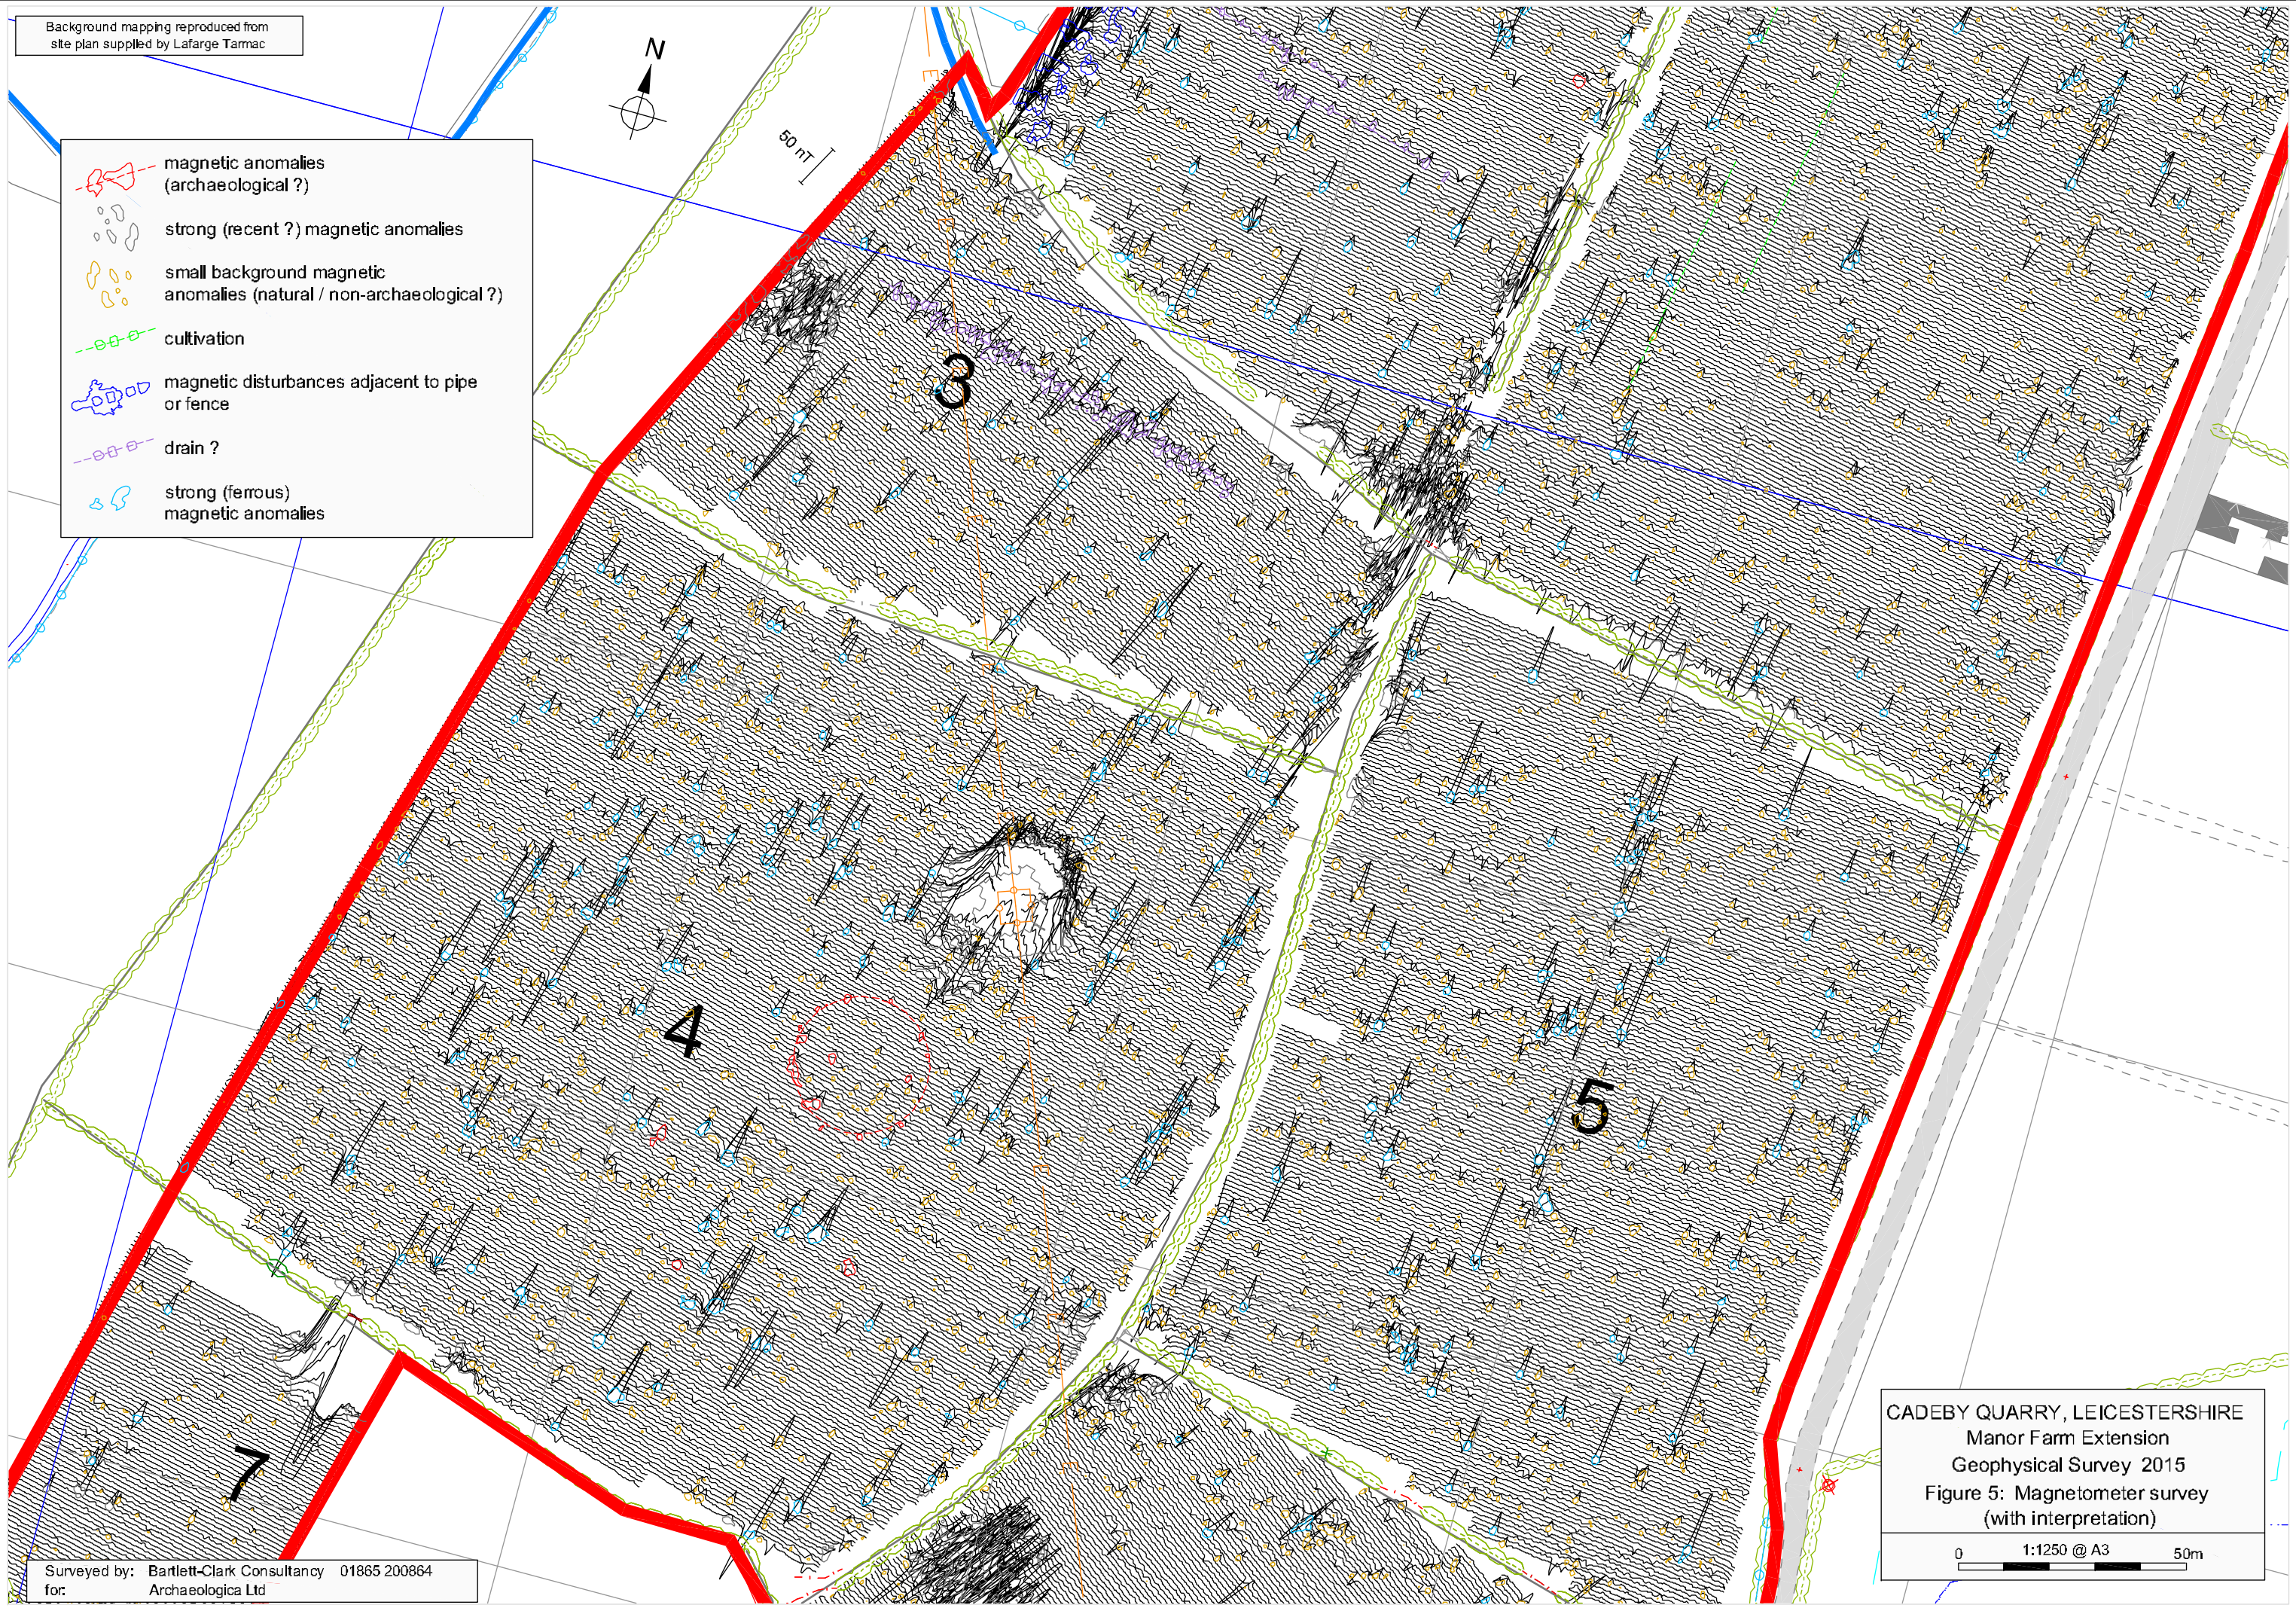 Background mapping reproduced from
site plan supplied by Lafarge Tarmac
N
50 nT
magnetic anomalies
(archaeological ?)
strong (recent ?) magnetic anomalies
small background magnetic
anomalies (natural / non-archaeological ?)
cultivation
magnetic disturbances adjacent to pipe
or fence
drain ?
strong (ferrous)
magnetic anomalies
3
4
5
7
CADEBY QUARRY, LEICESTERSHIRE
Manor Farm Extension
Geophysical Survey 2015
Figure 5: Magnetometer survey
(with interpretation)
0 1:1250 @ A3 50m
Surveyed by: Bartlett-Clark Consultancy 01865 200864
for: Archaeologica Ltd